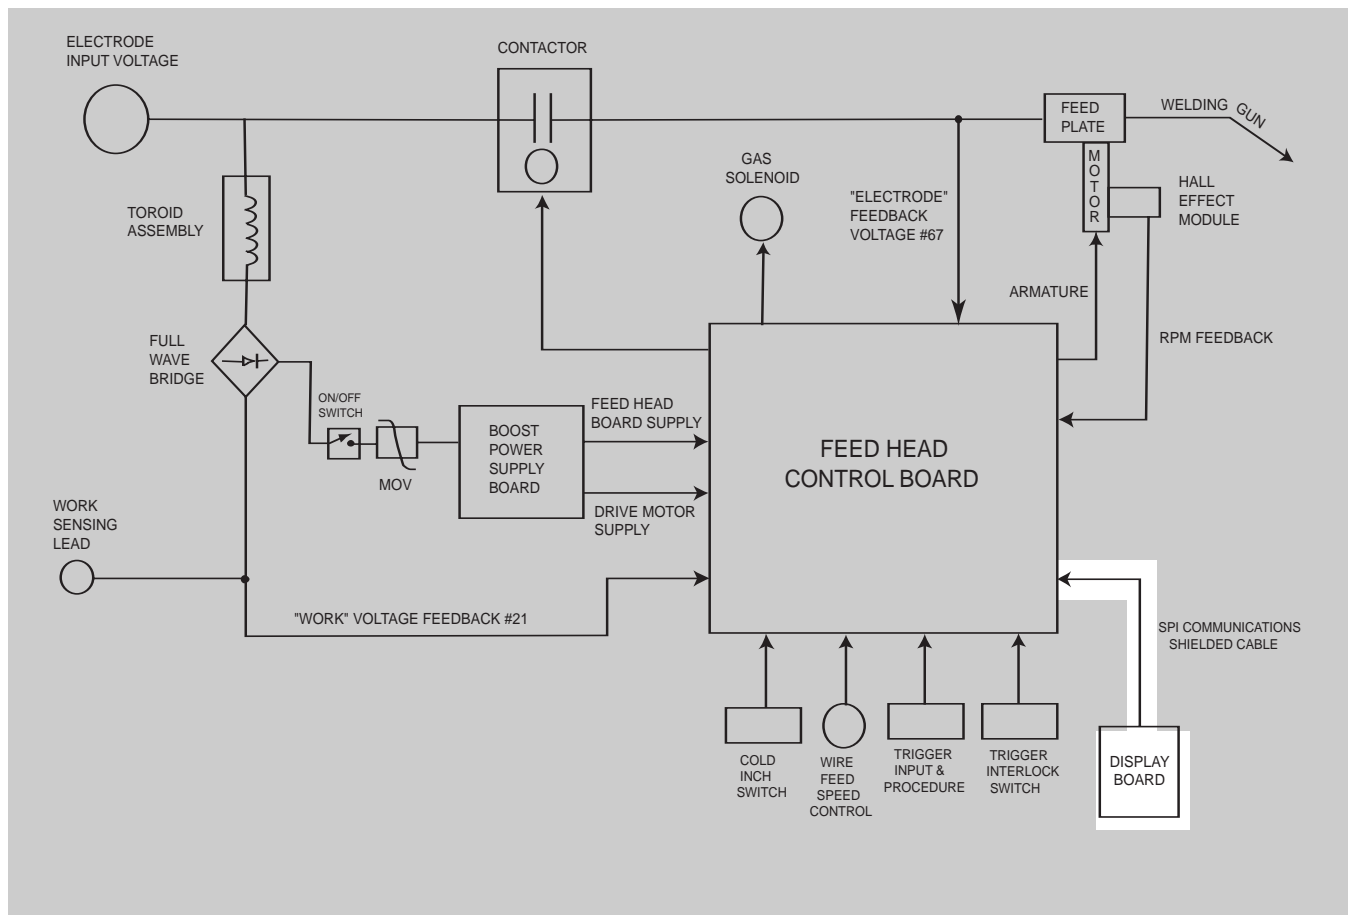 ELECTRODE
INPUT VOLTAGE
CONTACTOR
FEED
PLATE
WELDING
GUN
MOTOR
HALL
EFFECT
MODULE
GAS
SOLENOID
"ELECTRODE"
FEEDBACK
VOLTAGE #67
TOROID
ASSEMBLY
ARMATURE
RPM FEEDBACK
FULL
WAVE
BRIDGE
ON/OFF
SWITCH
MOV
BOOST
POWER
SUPPLY
BOARD
FEED HEAD
BOARD SUPPLY
DRIVE MOTOR
SUPPLY
FEED HEAD
CONTROL BOARD
WORK
SENSING
LEAD
"WORK" VOLTAGE FEEDBACK #21
SPI COMMUNICATIONS
SHIELDED CABLE
COLD
INCH
SWITCH
WIRE
FEED
SPEED
CONTROL
TRIGGER
INPUT &
PROCEDURE
TRIGGER
INTERLOCK
SWITCH
DISPLAY
BOARD